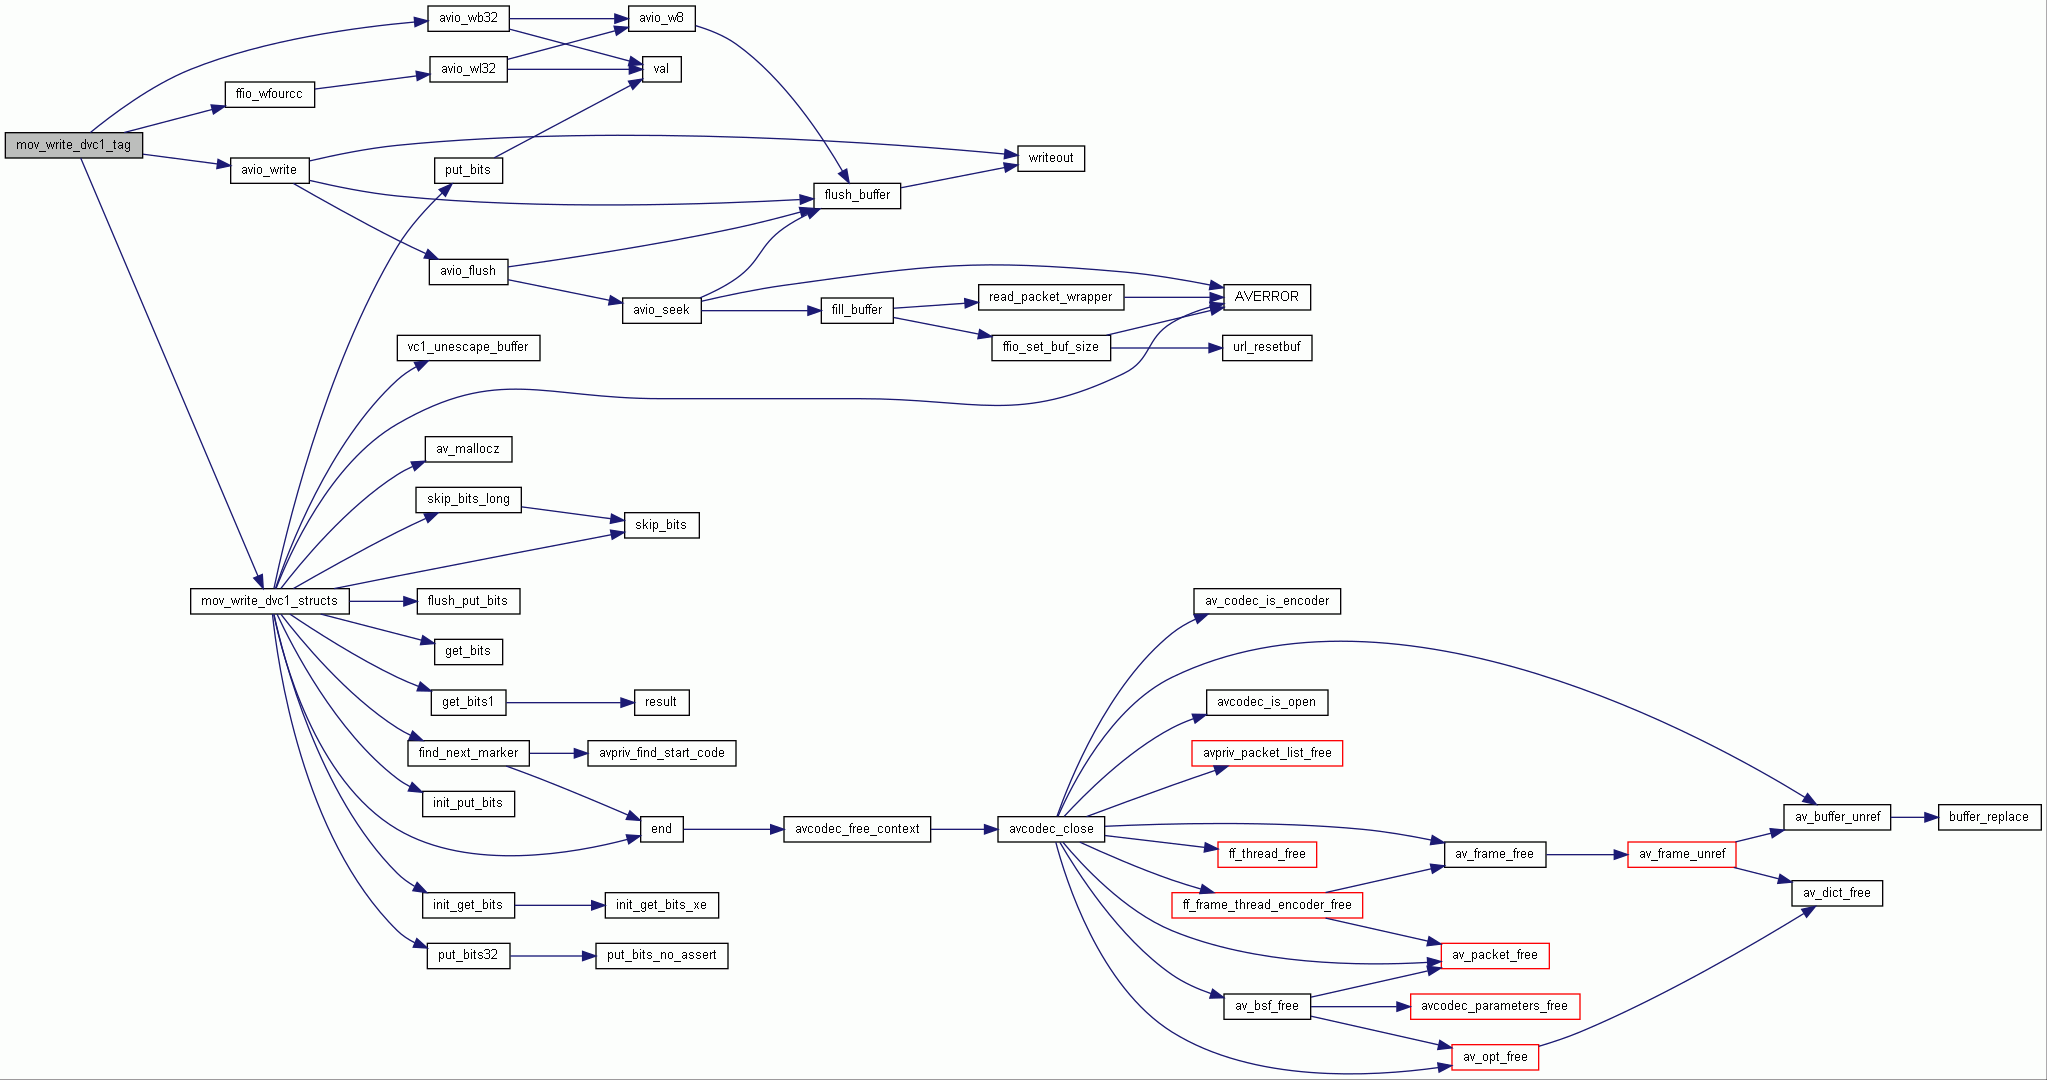 mov_write_dvc1_tag
avio_wb32
avio_w8
avio_wl32
val
ffio_wfourcc
avio_write
put_bits
writeout
flush_buffer
avio_flush
avio_seek
fill_buffer
read_packet_wrapper
AVERROR
ffio_set_buf_size
url_resetbuf
vc1_unescape_buffer
av_mallocz
skip_bits_long
skip_bits
mov_write_dvc1_structs
flush_put_bits
get_bits
get_bits1
result
find_next_marker
avpriv_find_start_code
init_put_bits
end
avcodec_free_context
avcodec_close
init_get_bits
init_get_bits_xe
put_bits32
put_bits_no_assert
av_codec_is_encoder
avcodec_is_open
avpriv_packet_list_free
ff_thread_free
ff_frame_thread_encoder_free
av_frame_free
av_frame_unref
av_buffer_unref
buffer_replace
av_dict_free
av_packet_free
av_bsf_free
avcodec_parameters_free
av_opt_free